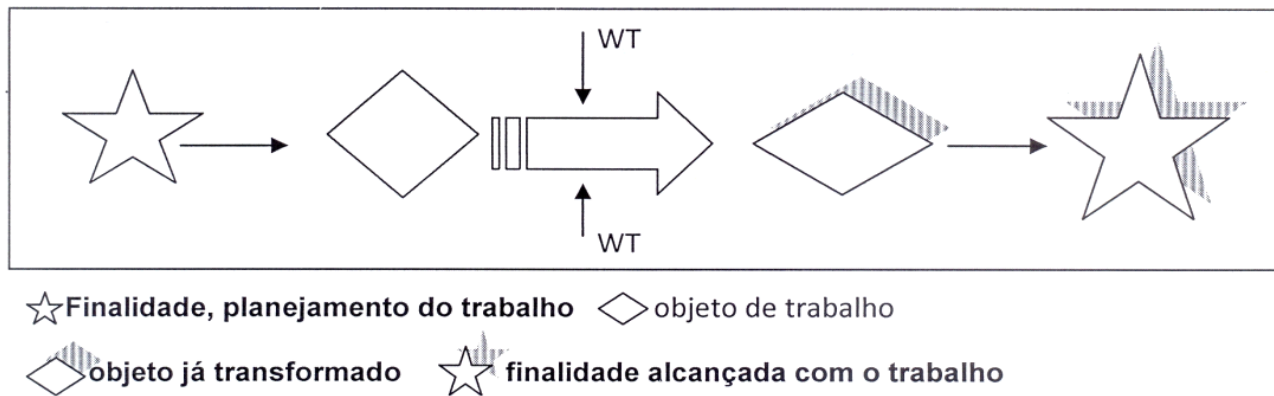 WT
WT
Finalidade, planejamento do trabalho objeto de trabalho
objeto já transformado finalidade alcançada com o trabalho